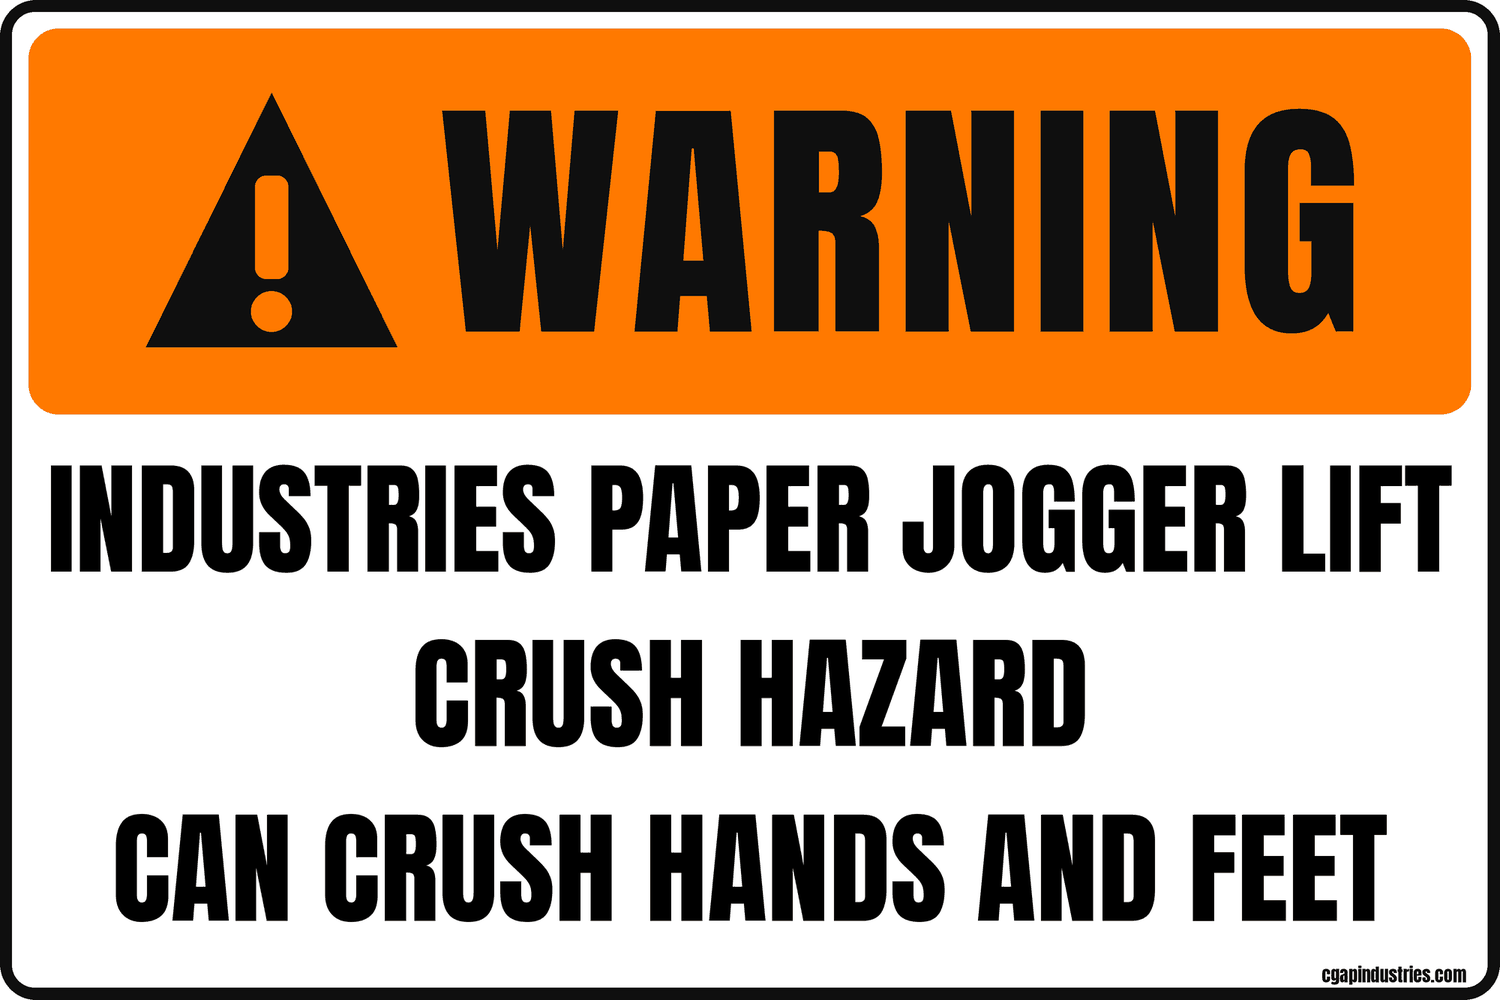 WARNING
INDUSTRIES PAPER JOGGER LIFT
CRUSH HAZARD
CAN CRUSH HANDS AND FEET
cgapindustries.com